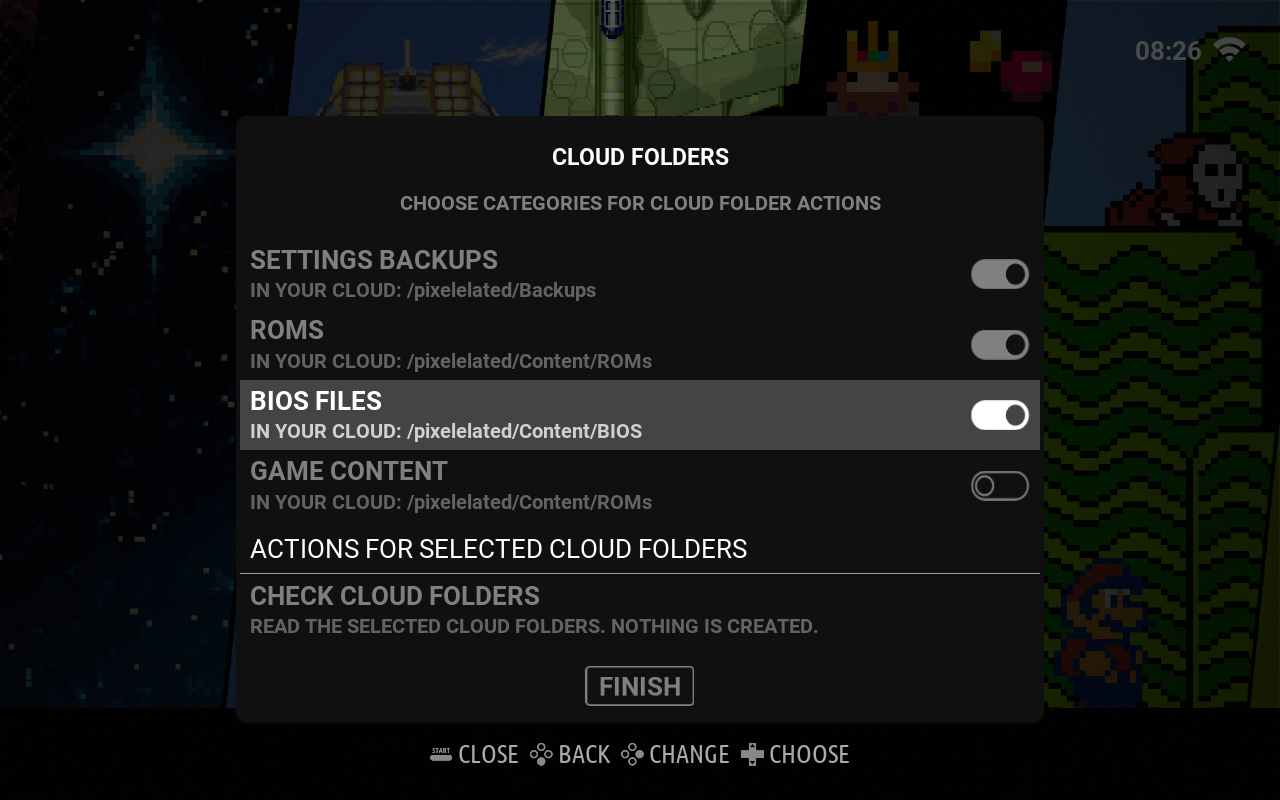 08:26
CLOUD FOLDERS
CHOOSE CATEGORIES FOR CLOUD FOLDER ACTIONS
SETTINGS BACKUPS
IN YOUR CLOUD: /pixelelated/Backups
ROMS
IN YOUR CLOUD: /pixelelated/Content/ROMs
BIOS FILES
IN YOUR CLOUD: /pixelelated/Content/BIOS
GAME CONTENT
IN YOUR CLOUD: /pixelelated/Content/ROMs
ACTIONS FOR SELECTED CLOUD FOLDERS
CHECK CLOUD FOLDERS
READ THE SELECTED CLOUD FOLDERS. NOTHING IS CREATED.
FINISH
START CLOSE BACK CHANGE CHOOSE